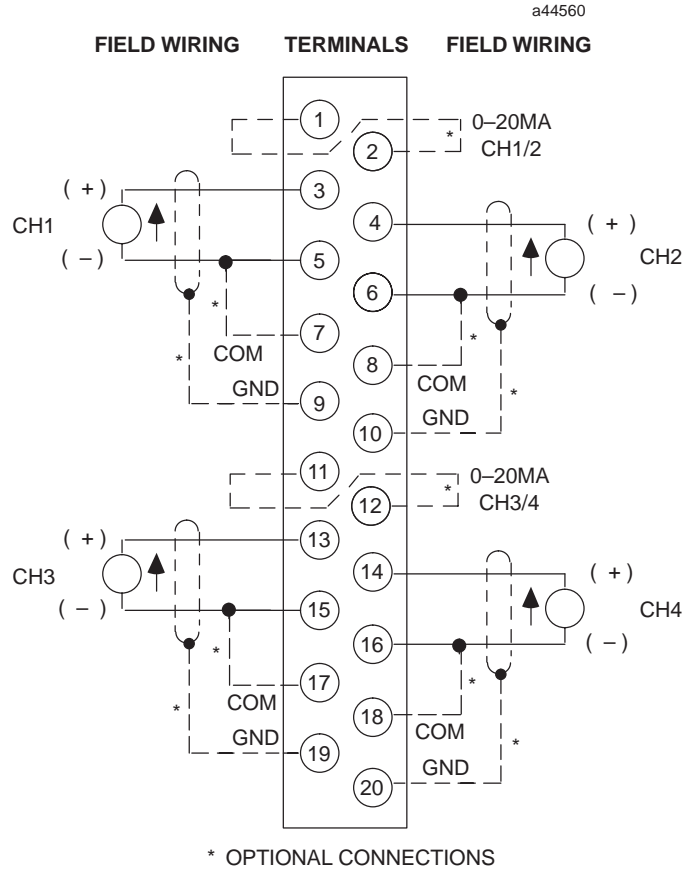 a44560
FIELD WIRING TERMINALS FIELD WIRING
1
* 0–20MA
2 CH1/2
( + ) 3
4 ( + )
CH1
CH2
( – ) 5
6 ( – )
* 7 *
COM
8
* COM *
GND 9
GND
10
11
* 0–20MA
12 CH3/4
( + ) 13
14 ( + )
CH3
CH4
( – ) 15
16 ( – )
* 17 *
COM
18
* COM *
GND 19
GND
20
* OPTIONAL CONNECTIONS